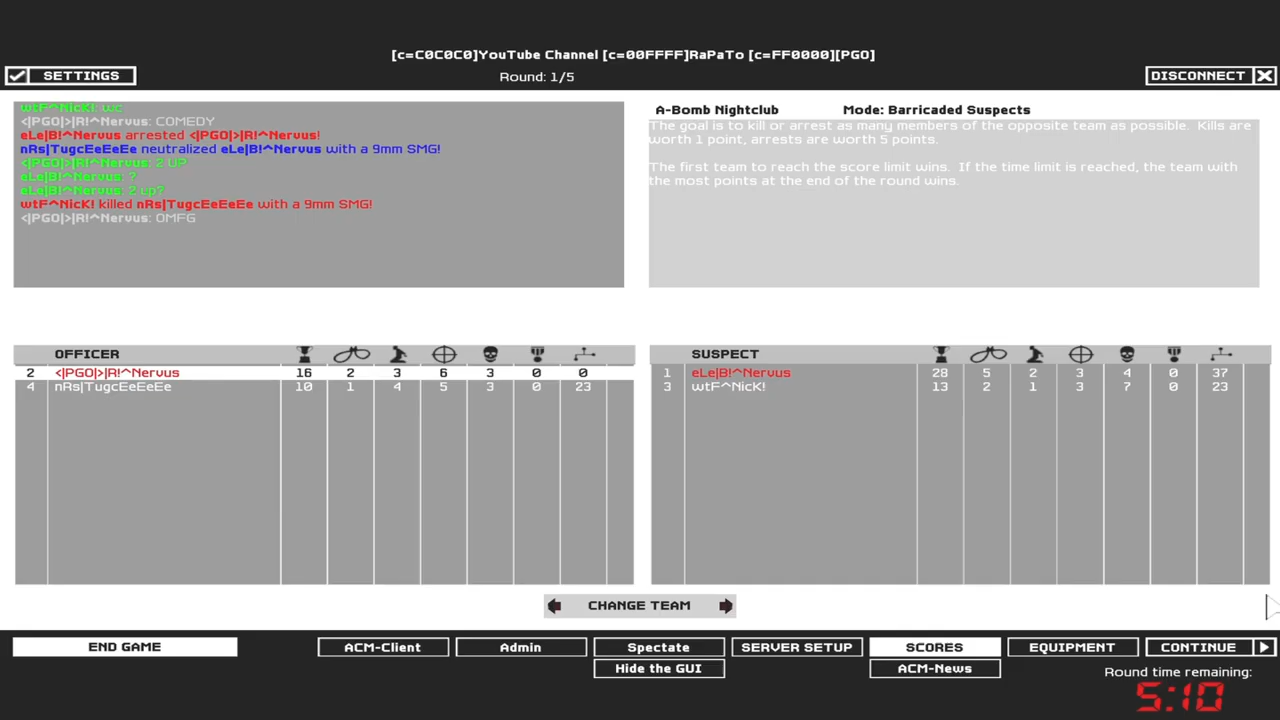 [c=C0C0C0]YouTube Channel [c=00FFFF]RaPaTo [c=FF0000][PGO]
SETTINGS
Round: 1/5
DISCONNECT
wtF^NicK!: wc
<|PGO|>|R!^Nervus: COMEDY
eLe|B!^Nervus arrested <|PGO|>|R!^Nervus!
nRs|TugcEeEeEe neutralized eLe|B!^Nervus with a 9mm SMG!
<|PGO|>|R!^Nervus: 2 UP
eLe|B!^Nervus: ?
eLe|B!^Nervus: 2 up?
wtF^NicK! killed nRs|TugcEeEeEe with a 9mm SMG!
<|PGO|>|R!^Nervus: OMFG
A-Bomb Nightclub Mode: Barricaded Suspects
The goal is to kill or arrest as many members of the opposite team as possible. Kills are
worth 1 point, arrests are worth 5 points.
The first team to reach the score limit wins. If the time limit is reached, the team with
the most points at the end of the round wins.
OFFICER
2 <|PGO|>|R!^Nervus 16 2 3 6 3 0 0
4 nRs|TugcEeEeEe 10 1 4 5 3 0 23
SUSPECT
1 eLe|B!^Nervus 28 5 2 3 4 0 37
3 wtF^NicK! 13 2 1 3 7 0 23
CHANGE TEAM
END GAME
ACM-Client
Admin
Spectate
SERVER SETUP
SCORES
EQUIPMENT
CONTINUE
Hide the GUI
ACM-News
Round time remaining:
5:10